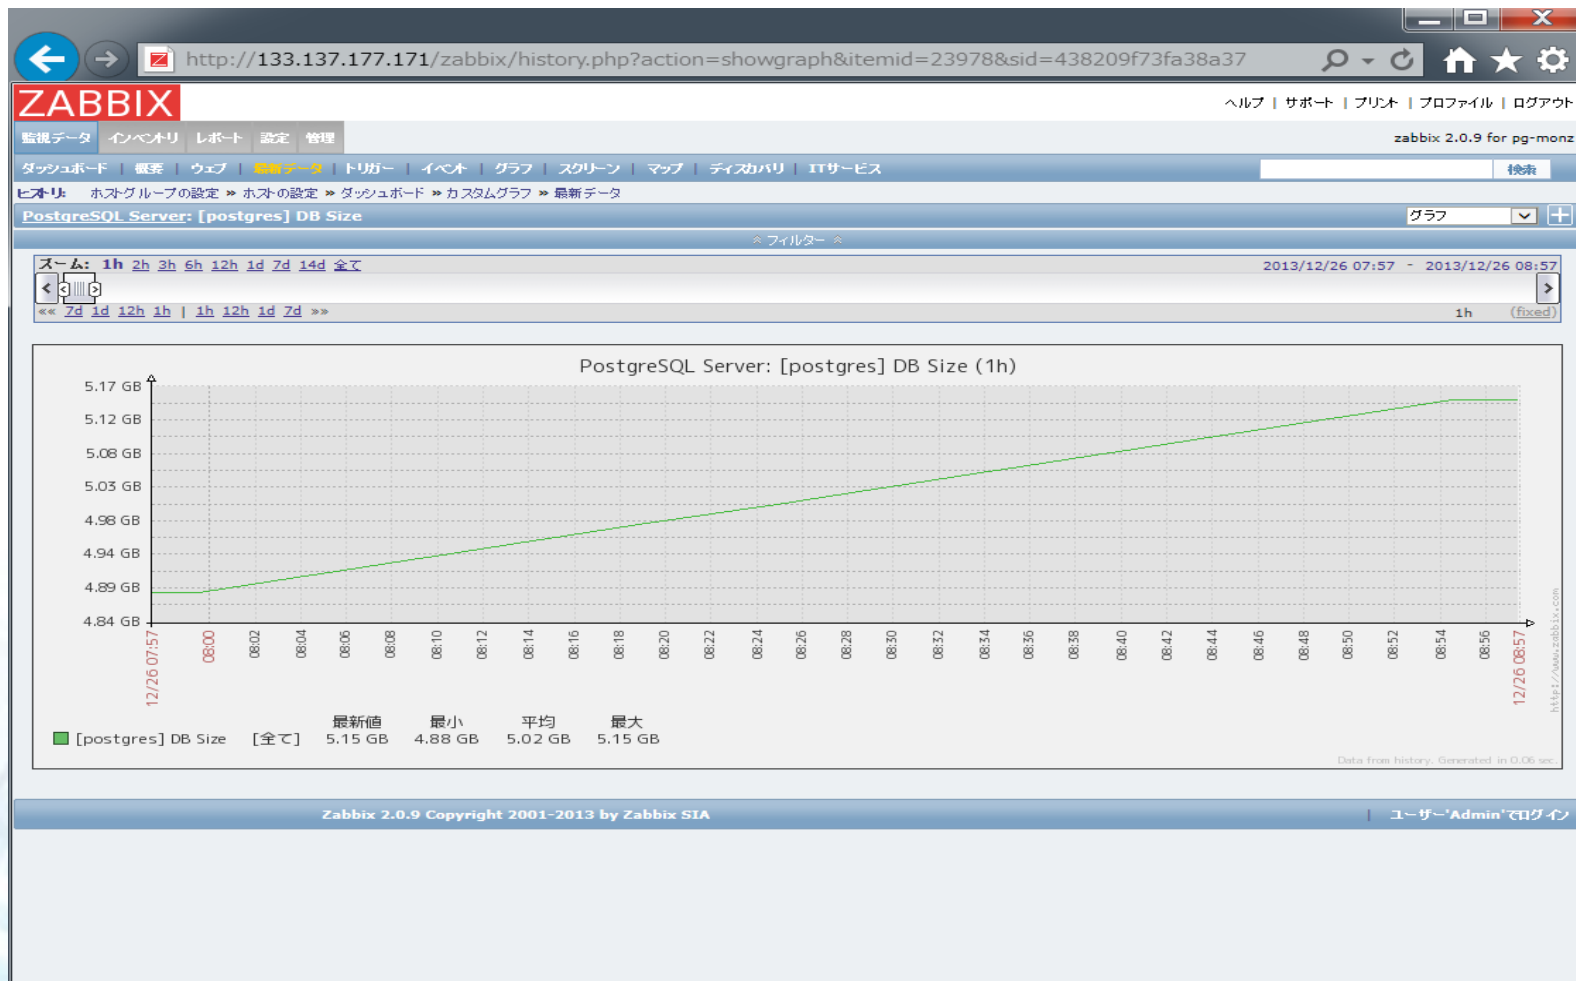 http://133.137.177.171/zabbix/history.php?action=showgraph&itemid=23978&sid=438209f73fa38a37
ZABBIX
ヘルプ | サポート | プリント | プロファイル | ログアウト
監視データ インベントリ レポート 設定 管理
zabbix 2.0.9 for pg-monz
ダッシュボード | 概要 | ウェブ | 最新データ | トリガー | イベント | グラフ | スクリーン | マップ | ディスカバリ | ITサービス
検索
ヒストリ: ホストグループの設定 » ホストの設定 » ダッシュボード » カスタムグラフ » 最新データ
PostgreSQL Server: [postgres] DB Size
グラフ
フィルター
ズーム: 1h 2h 3h 6h 12h 1d 7d 14d 全て
2013/12/26 07:57 - 2013/12/26 08:57
«« 7d 1d 12h 1h | 1h 12h 1d 7d »»
1h (fixed)
PostgreSQL Server: [postgres] DB Size (1h)
5.17 GB
5.12 GB
5.08 GB
5.03 GB
4.98 GB
4.94 GB
4.89 GB
4.84 GB
12/26 07:57
08:00
08:02
08:04
08:06
08:08
08:10
08:12
08:14
08:16
08:18
08:20
08:22
08:24
08:26
08:28
08:30
08:32
08:34
08:36
08:38
08:40
08:42
08:44
08:46
08:48
08:50
08:52
08:54
08:56
12/26 08:57
http://www.zabbix.com
最新値 最小 平均 最大
[postgres] DB Size [全て] 5.15 GB 4.88 GB 5.02 GB 5.15 GB
Data from history. Generated in 0.06 sec.
Zabbix 2.0.9 Copyright 2001-2013 by Zabbix SIA
| ユーザー'Admin'でログイン